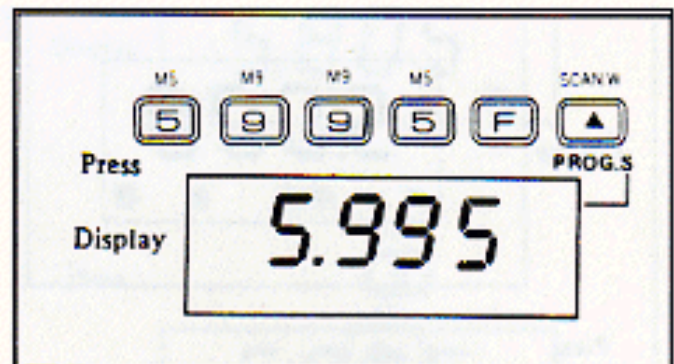 M5 M9 M9 M5 SCAN W
5 9 9 5 F ▲
Press PROG.S
Display 5.995